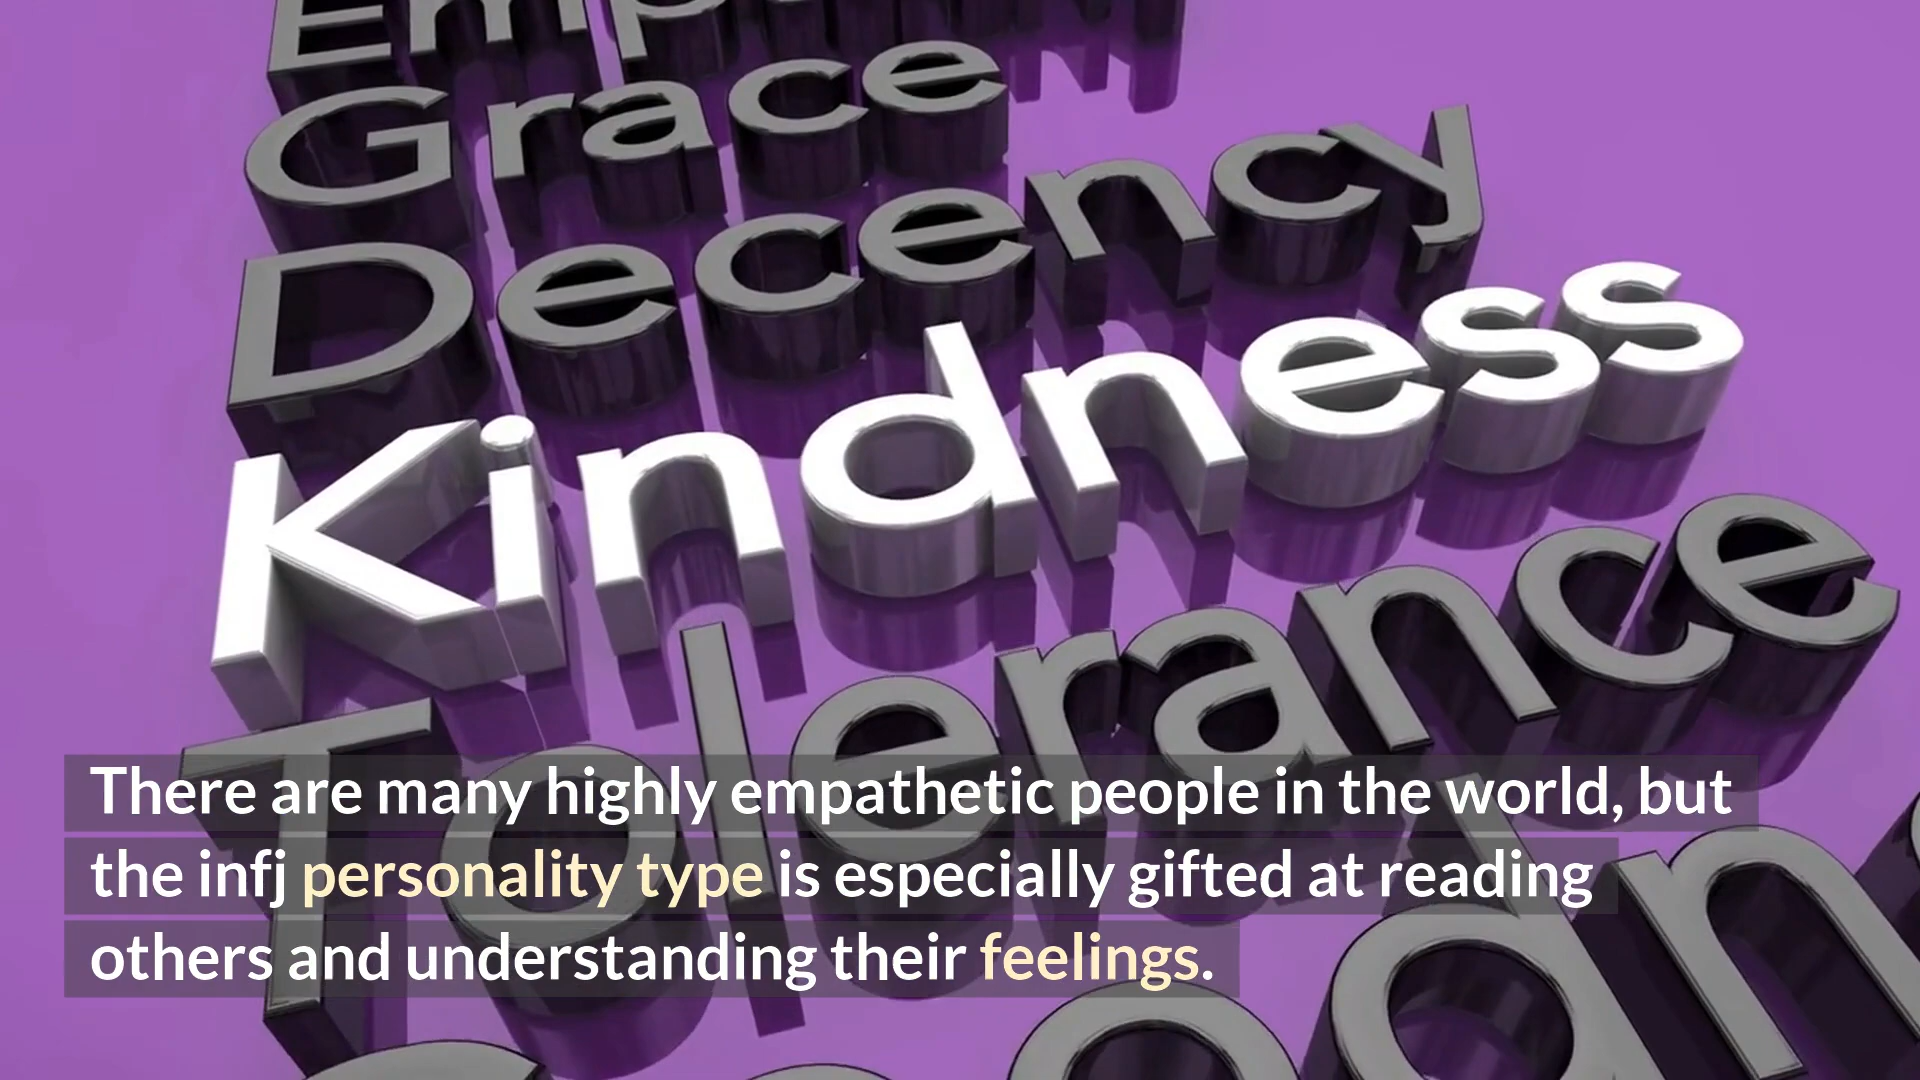 Grace
Decency
Kindness
Tolerance
There are many highly empathetic people in the world, but
the infj personality type is especially gifted at reading
others and understanding their feelings.